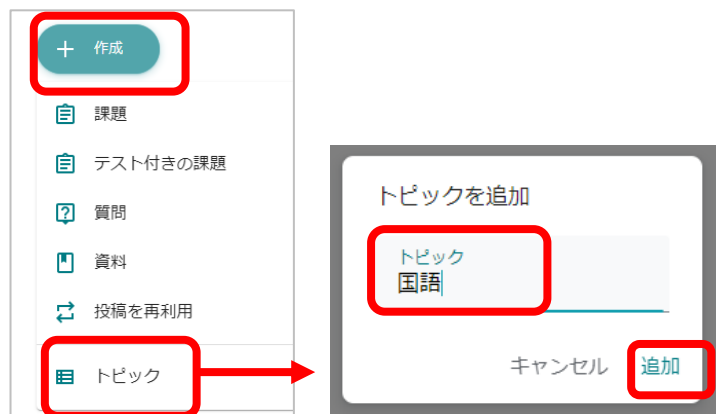 作成
課題
テスト付きの課題
質問
資料
投稿を再利用
トピック
トピックを追加
トピック
国語
キャンセル 追加